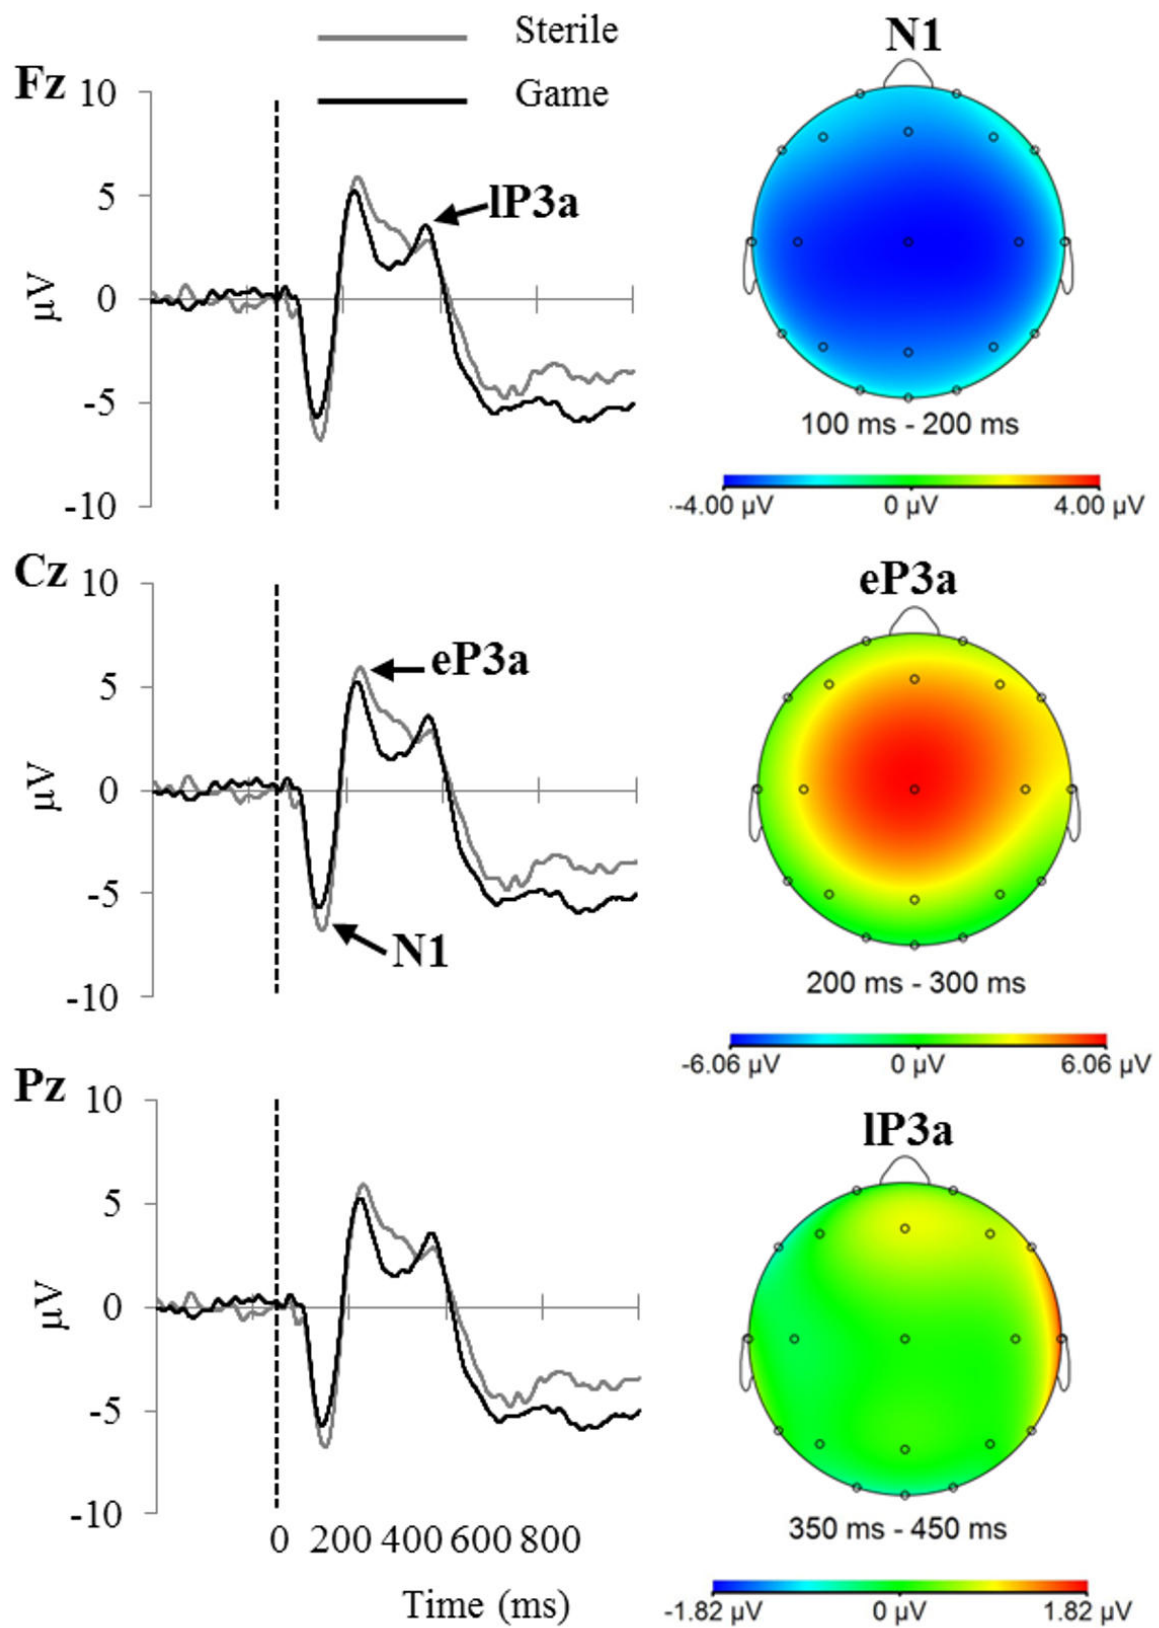 Sterile
Game
Fz
10
5
0
-5
-10
µV
lP3a
N1
100 ms - 200 ms
-4.00 µV 0 µV 4.00 µV
Cz
10
5
0
-5
-10
µV
eP3a
N1
eP3a
200 ms - 300 ms
-6.06 µV 0 µV 6.06 µV
Pz
10
5
0
-5
-10
µV
0 200 400 600 800
Time (ms)
lP3a
350 ms - 450 ms
-1.82 µV 0 µV 1.82 µV